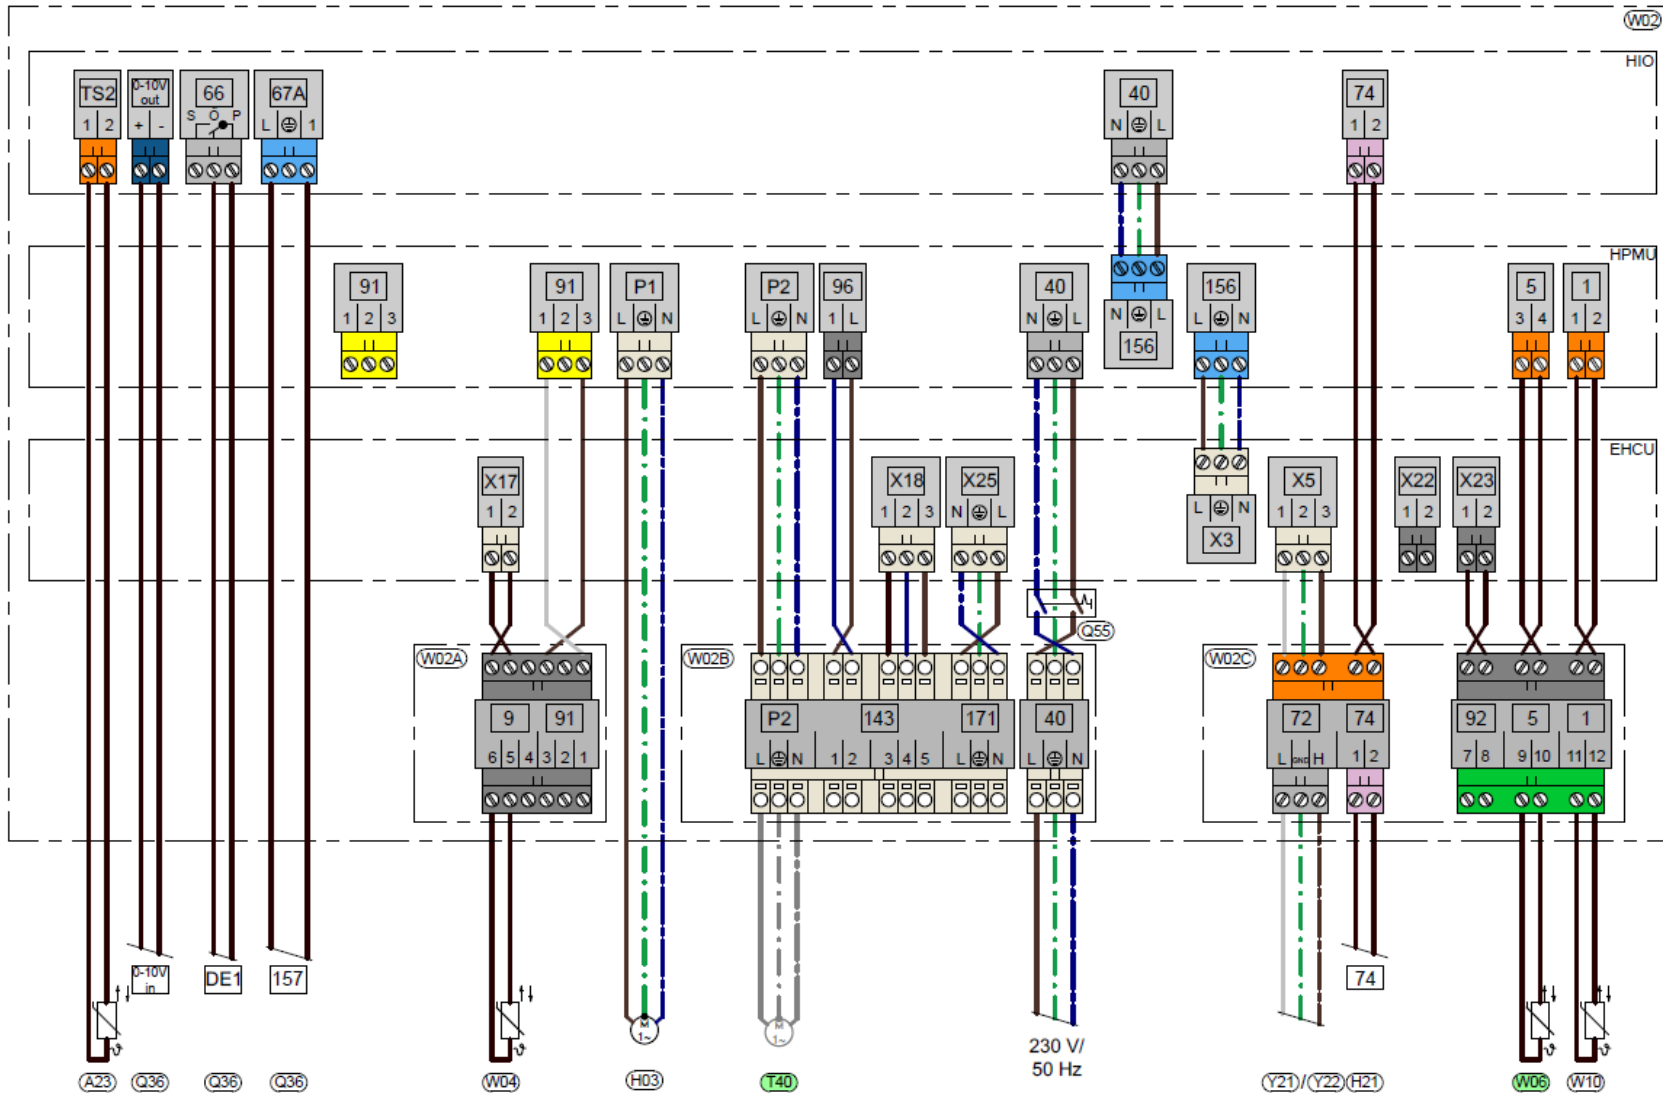 W02
HIO
TS2 0-10V 66 67A 40 74
out
1 2 + - S Ö P L 1 N L 1 2
HPMU
91 91 P1 P2 96 40 156 5 1
1 2 3 1 2 3 L N L N 1 L N L N L L N 3 4 1 2
156
EHCU
X17 X18 X25 X5 X22 X23
1 2 1 2 3 N L L N 1 2 3 1 2 1 2
X3
Q55
W02A W02B W02C
9 91 P2 143 171 40 72 74 92 5 1
6 5 4 3 2 1 L N 1 2 3 4 5 L N L N L GND H 1 2 7 8 9 10 11 12
0-10V DE1 157 74
in
M M
1~ 1~
ϑ ϑ ϑ ϑ
230 V/
50 Hz
A23 Q36 Q36 Q36 W04 H03 T40 Y21 / Y22 H21 W06 W10